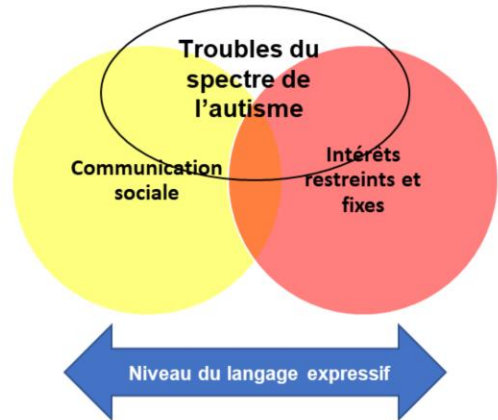 Troubles du
spectre de
l'autisme
Communication
sociale
Intérêts
restreints et
fixes
Niveau du langage expressif